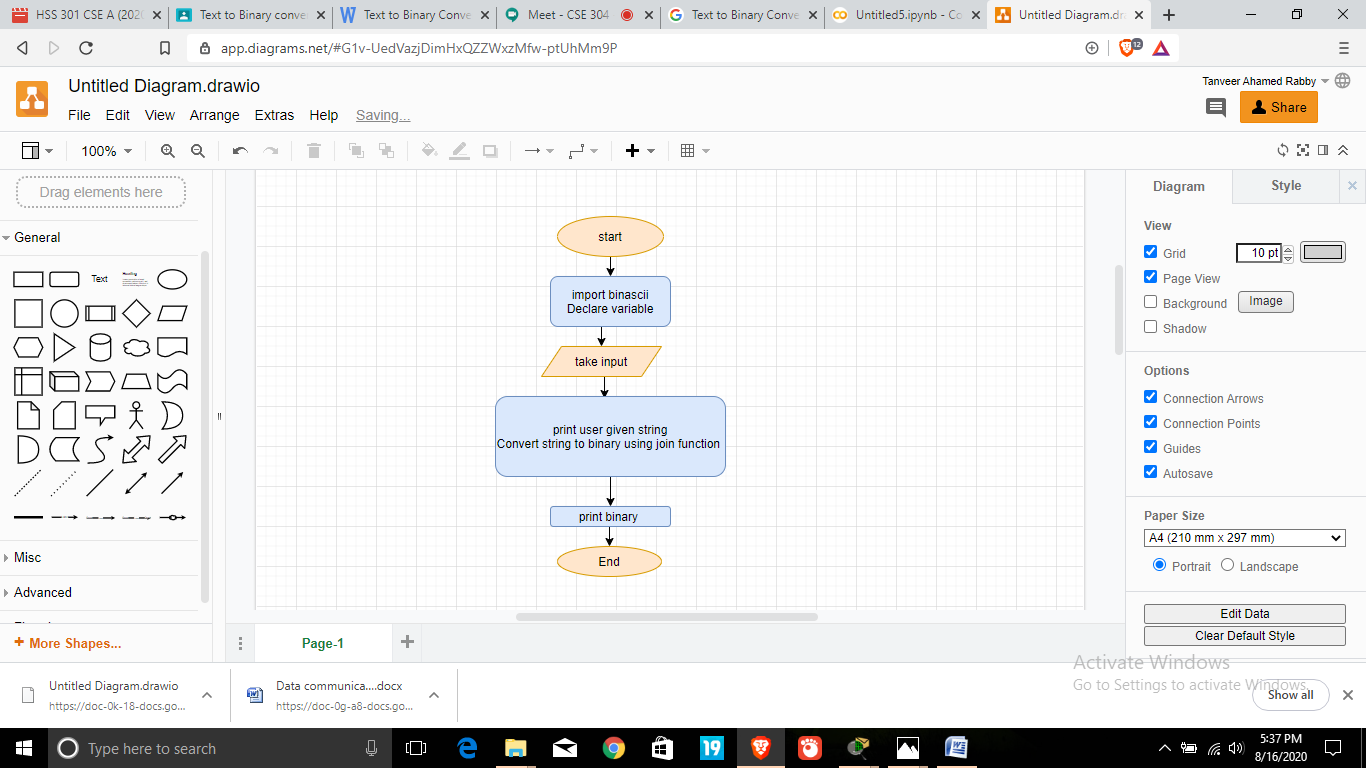 HSS 301 CSE A (202
Text to Binary conve
Text to Binary Conve
Meet - CSE 304
Text to Binary Conve
Untitled5.ipynb - Co
Untitled Diagram.dr
app.diagrams.net/#G1v-UedVazjDimHxQZZWxzMfw-ptUhMm9P
12
Untitled Diagram.drawio
Tanveer Ahamed Rabby
File Edit View Arrange Extras Help Saving...
Share
100%
Drag elements here
General
Text
Heading
Misc
Advanced
+ More Shapes...
start
import binascii
Declare variable
take input
print user given string
Convert string to binary using join function
print binary
End
Page-1
Diagram Style
View
Grid 10 pt
Page View
Background Image
Shadow
Options
Connection Arrows
Connection Points
Guides
Autosave
Paper Size
A4 (210 mm x 297 mm)
Portrait Landscape
Edit Data
Clear Default Style
Activate Windows
Go to Settings to activate Windows.
Untitled Diagram.drawio
https://doc-0k-18-docs.go...
Data communica....docx
https://doc-0g-a8-docs.go...
Show all
Type here to search
19
5:37 PM
8/16/2020